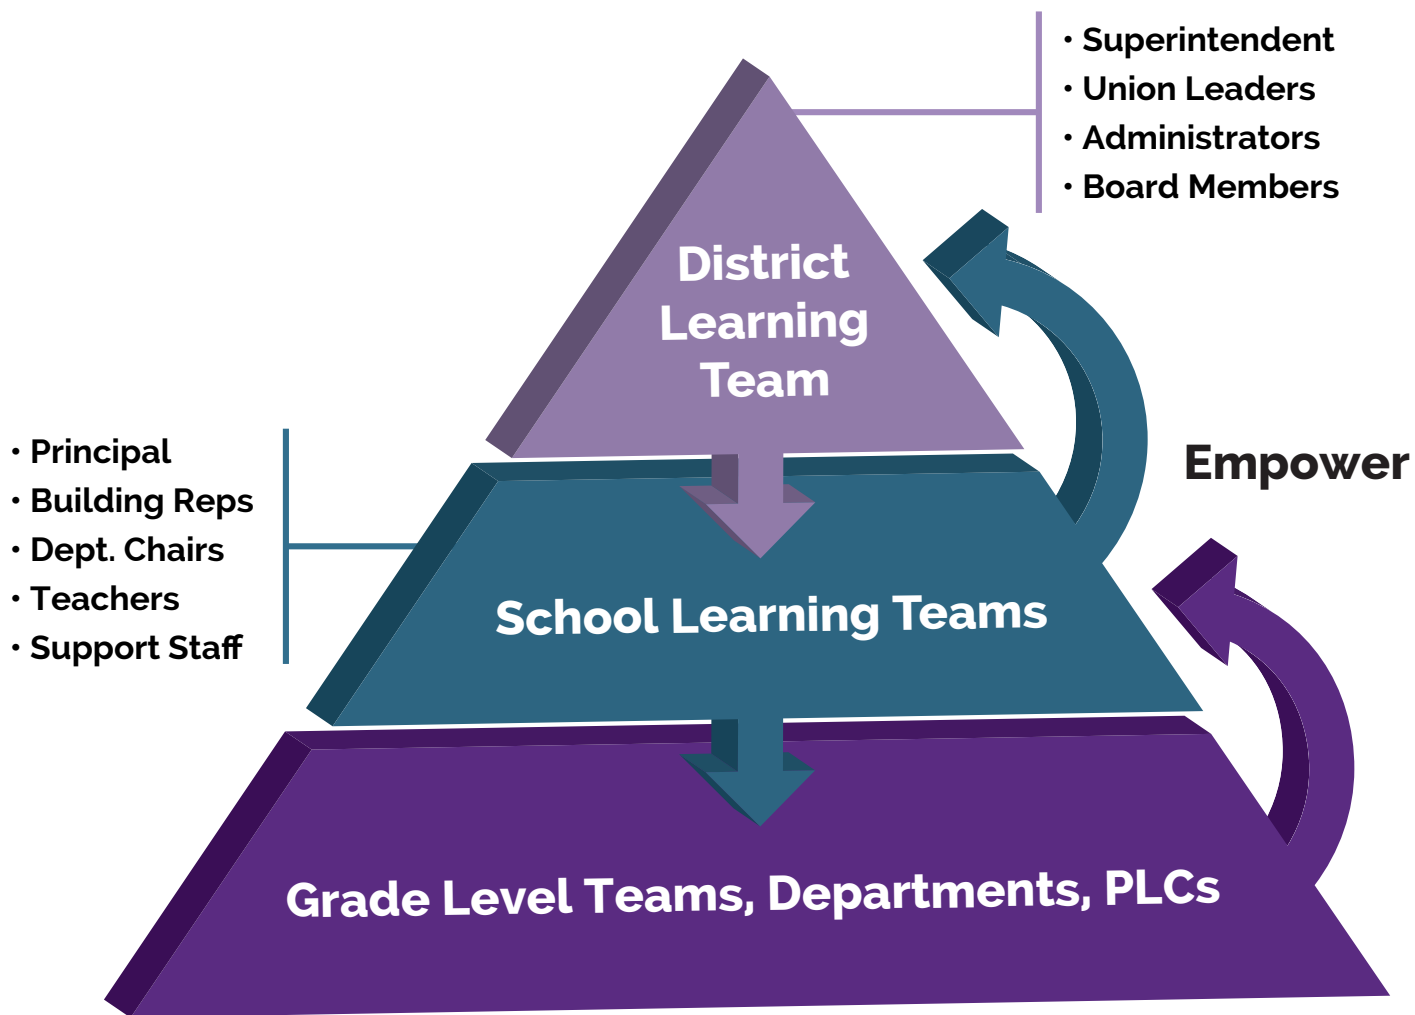 • Superintendent
• Union Leaders
• Administrators
• Board Members
District
Learning
Team
• Principal
• Building Reps
• Dept. Chairs
• Teachers
• Support Staff
Empower
School Learning Teams
Grade Level Teams, Departments, PLCs